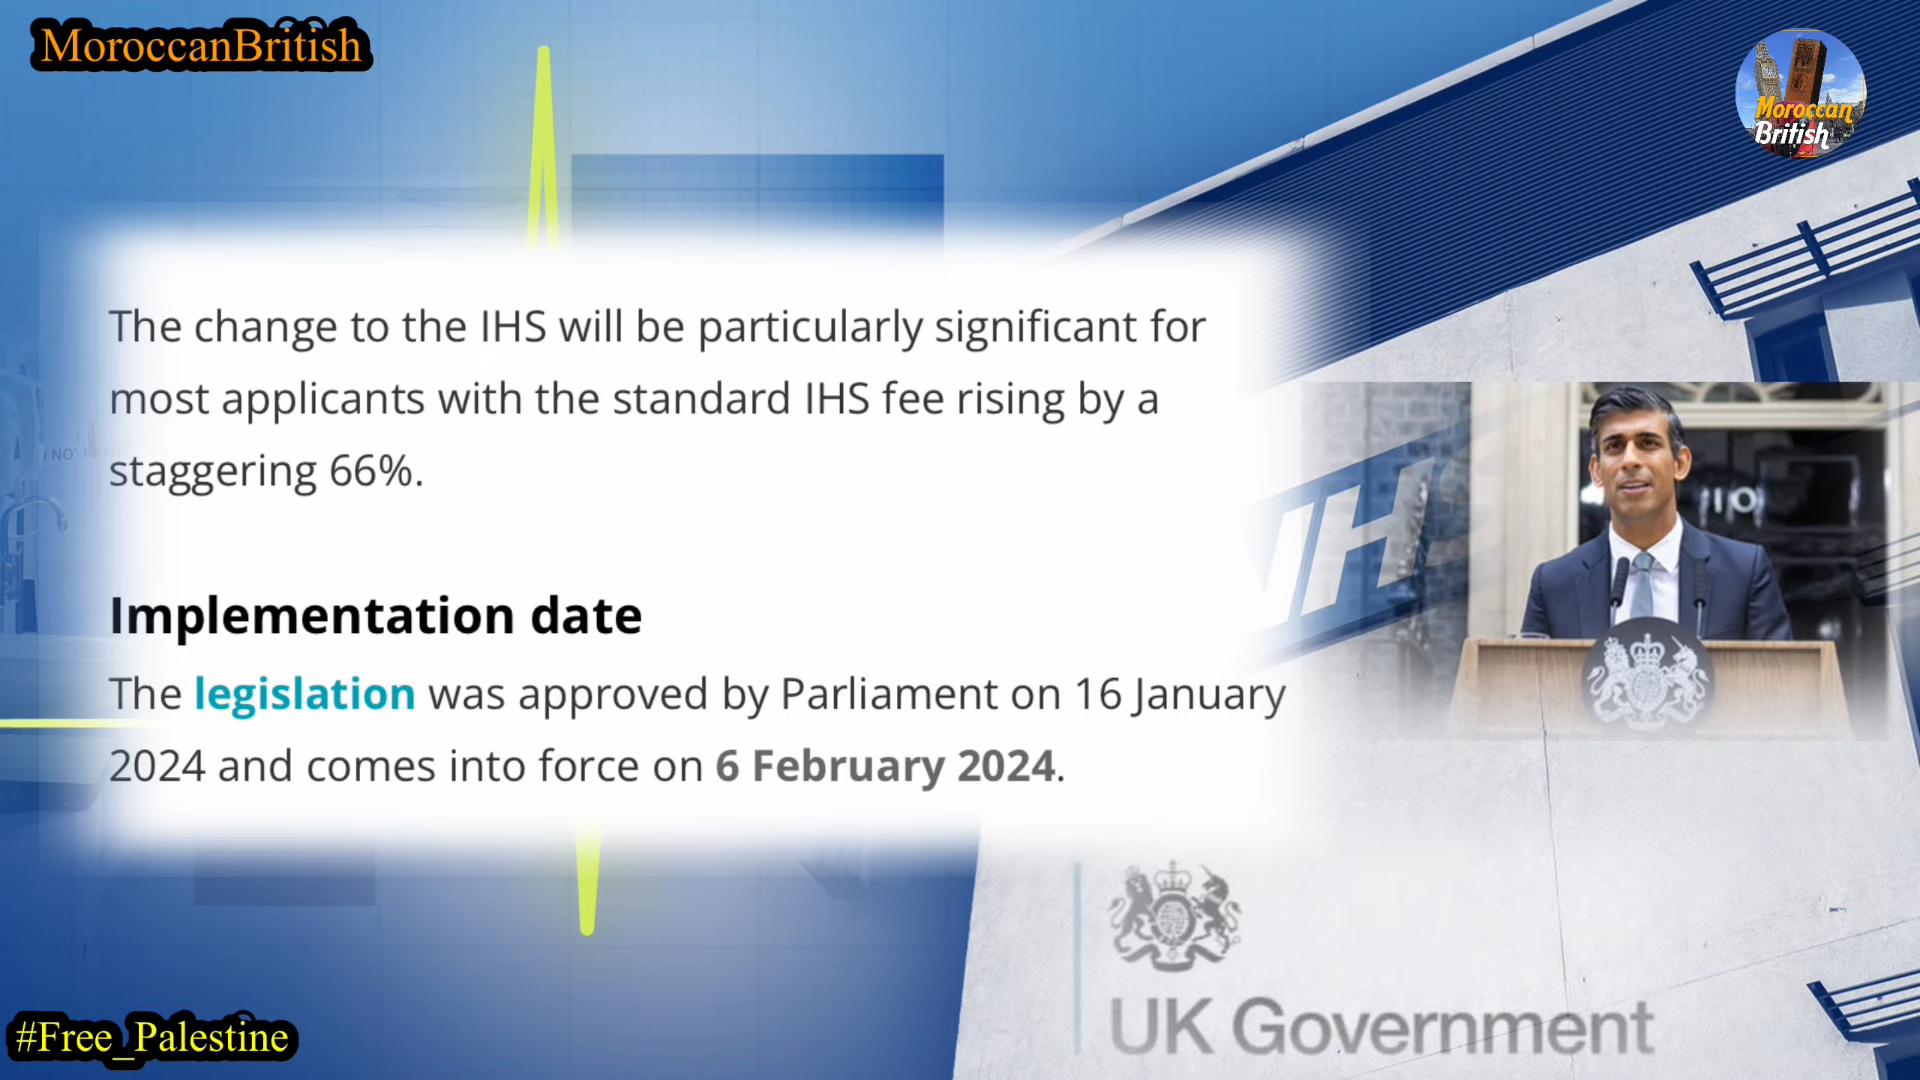 MoroccanBritish
Moroccan
British
The change to the IHS will be particularly significant for
most applicants with the standard IHS fee rising by a
staggering 66%.
NHS
10
Implementation date
The legislation was approved by Parliament on 16 January
2024 and comes into force on 6 February 2024.
UK Government
#Free_Palestine